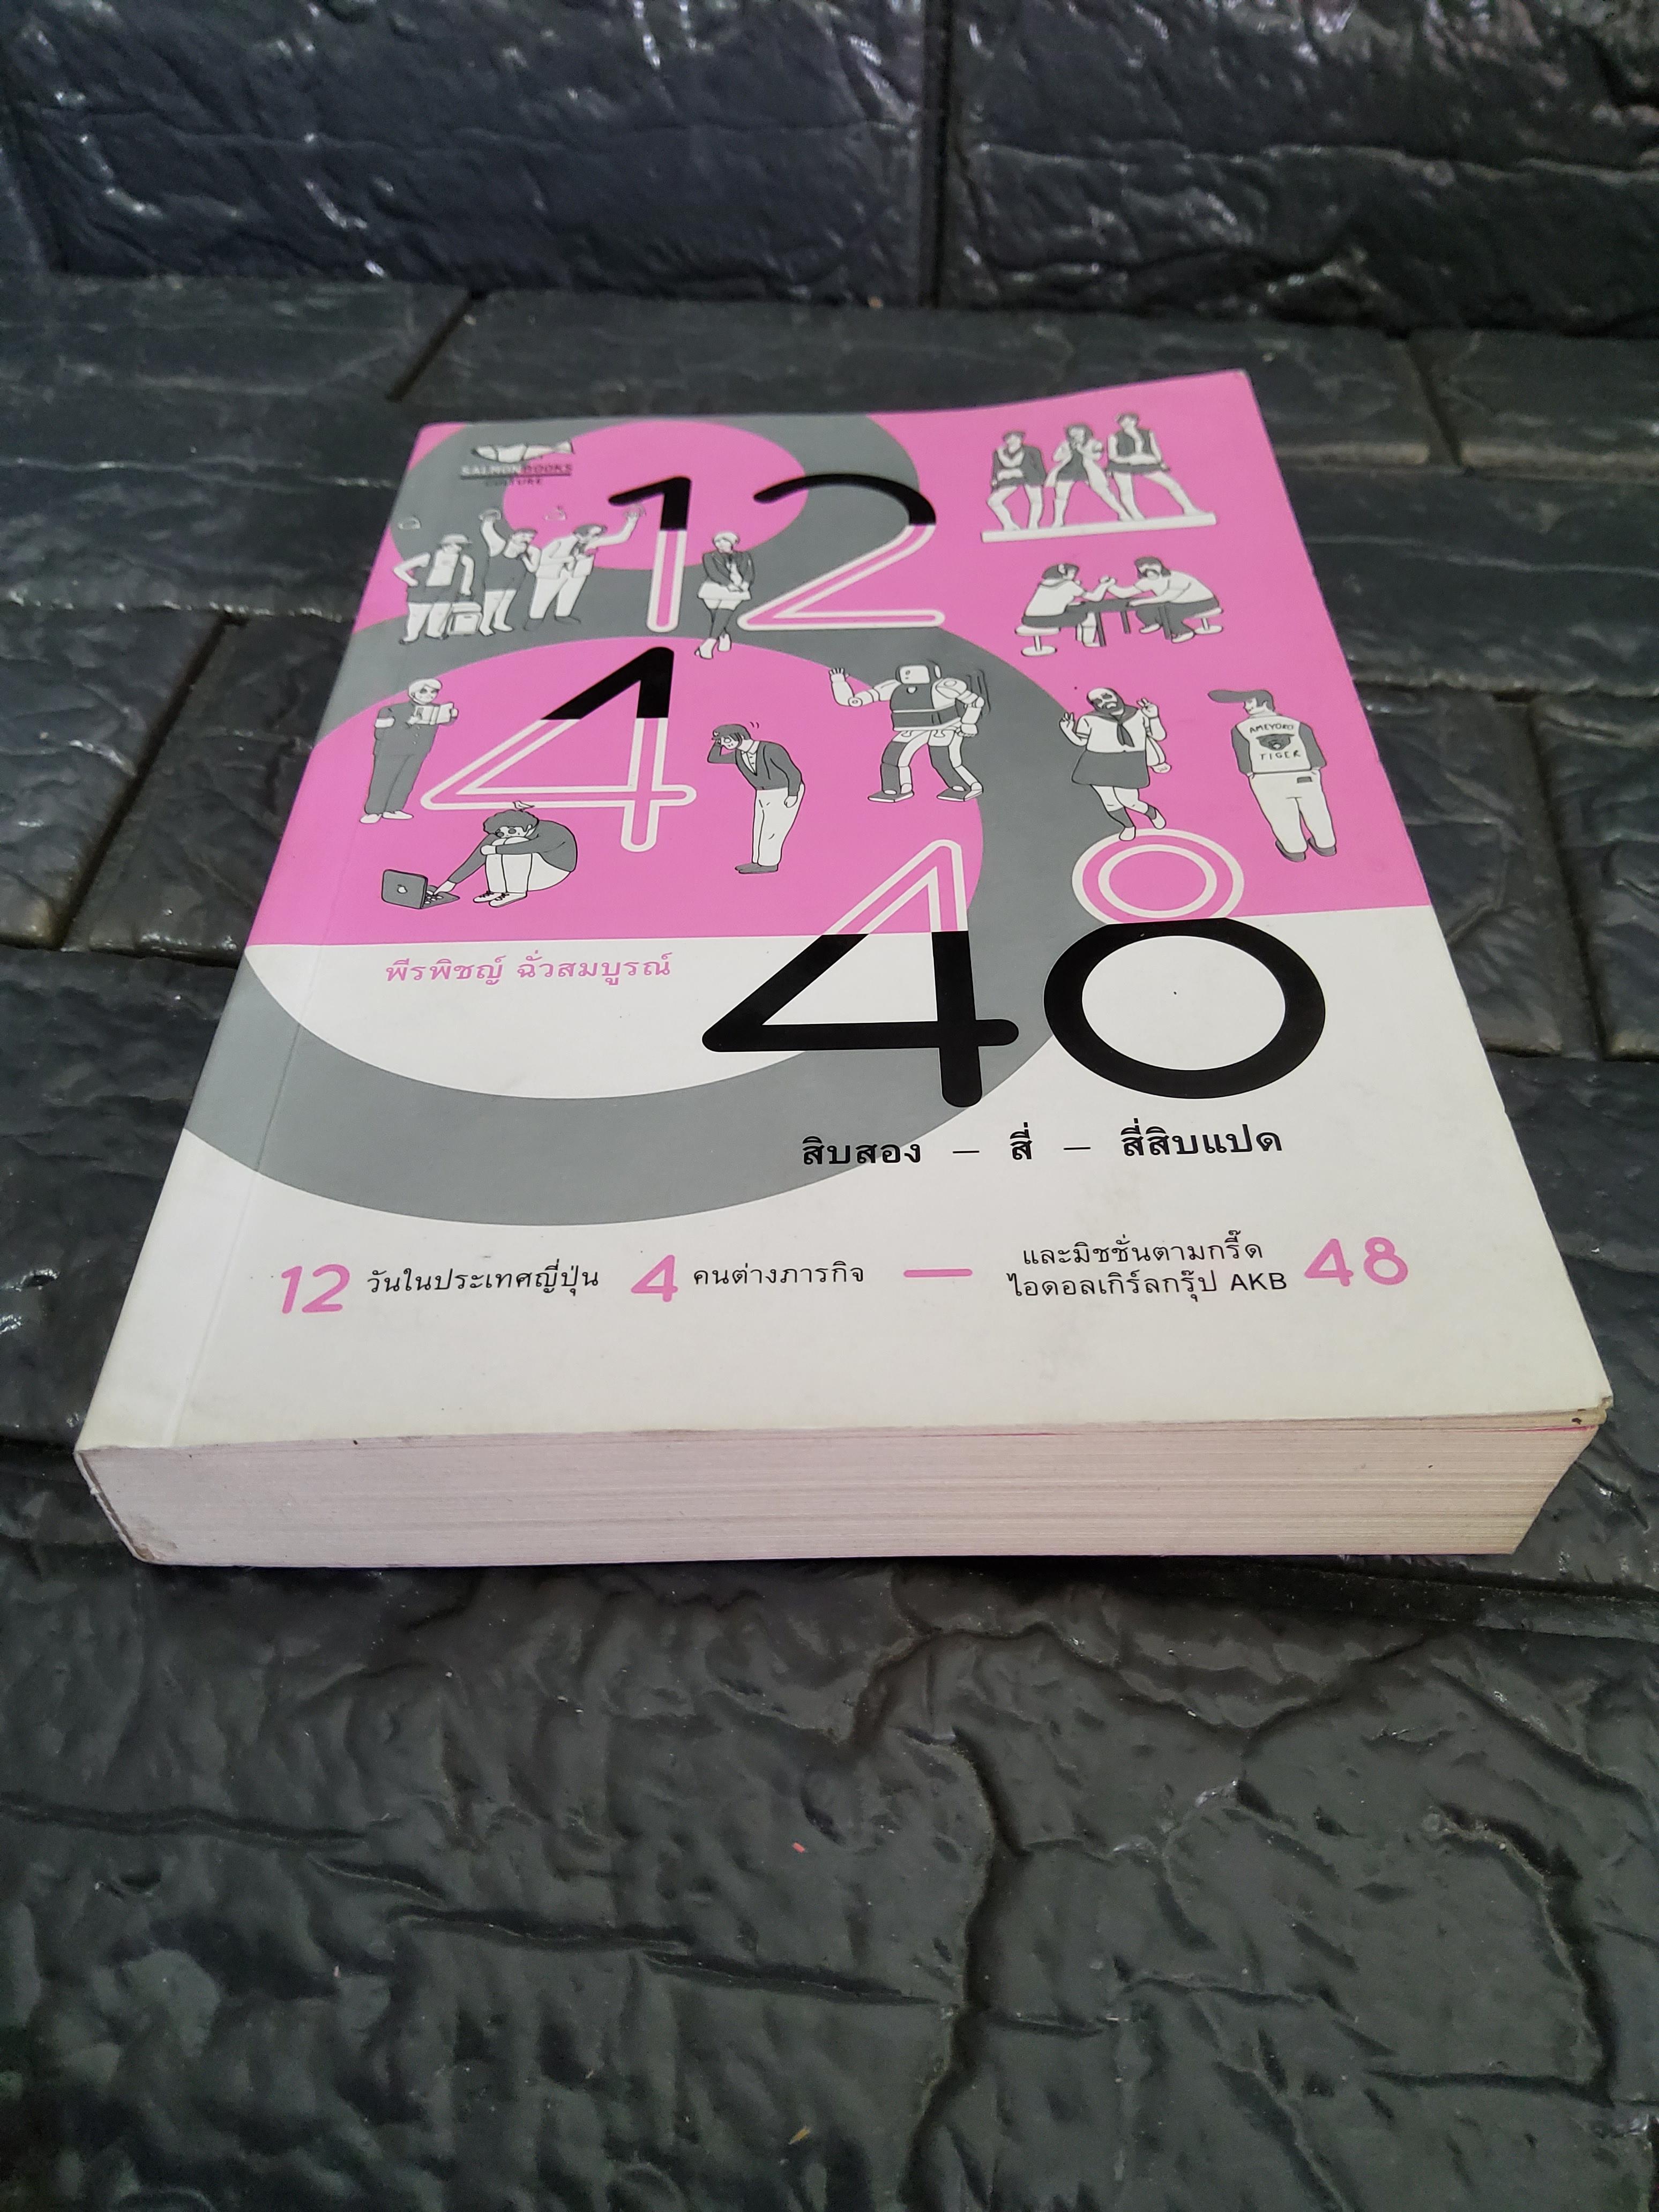 SALMONBOOKS
CULTURE
12
4
48
AMEYOKO
TIGER
พีรพิชญ์ ฉั่วสมบูรณ์
สิบสอง – สี่ – สี่สิบแปด
12 วันในประเทศญี่ปุ่น 4 คนต่างภารกิจ — และมิชชั่นตามกรี๊ด
ไอดอลเกิร์ลกรุ๊ป AKB 48